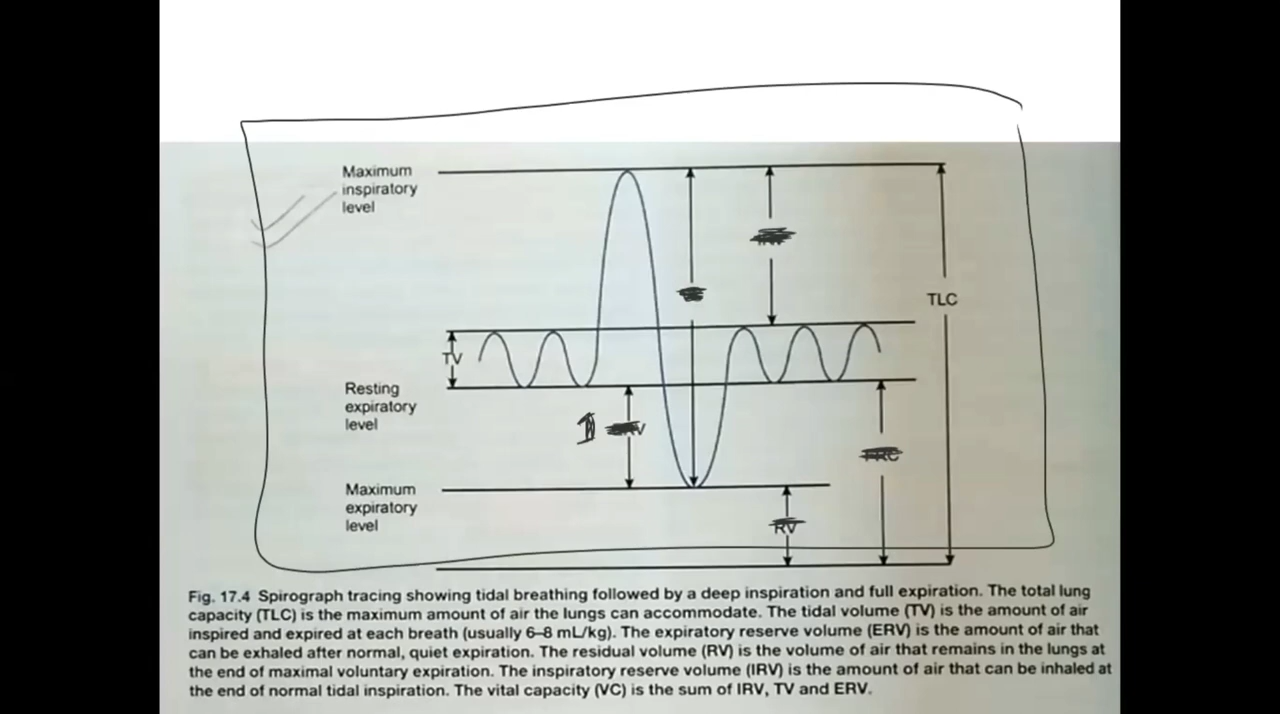 Maximum
inspiratory
level
TLC
TV
Resting
expiratory
level
FRC
Maximum
expiratory
level
RV
Fig. 17.4 Spirograph tracing showing tidal breathing followed by a deep inspiration and full expiration. The total lung
capacity (TLC) is the maximum amount of air the lungs can accommodate. The tidal volume (TV) is the amount of air
inspired and expired at each breath (usually 6–8 mL/kg). The expiratory reserve volume (ERV) is the amount of air that
can be exhaled after normal, quiet expiration. The residual volume (RV) is the volume of air that remains in the lungs at
the end of maximal voluntary expiration. The inspiratory reserve volume (IRV) is the amount of air that can be inhaled at
the end of normal tidal inspiration. The vital capacity (VC) is the sum of IRV, TV and ERV.